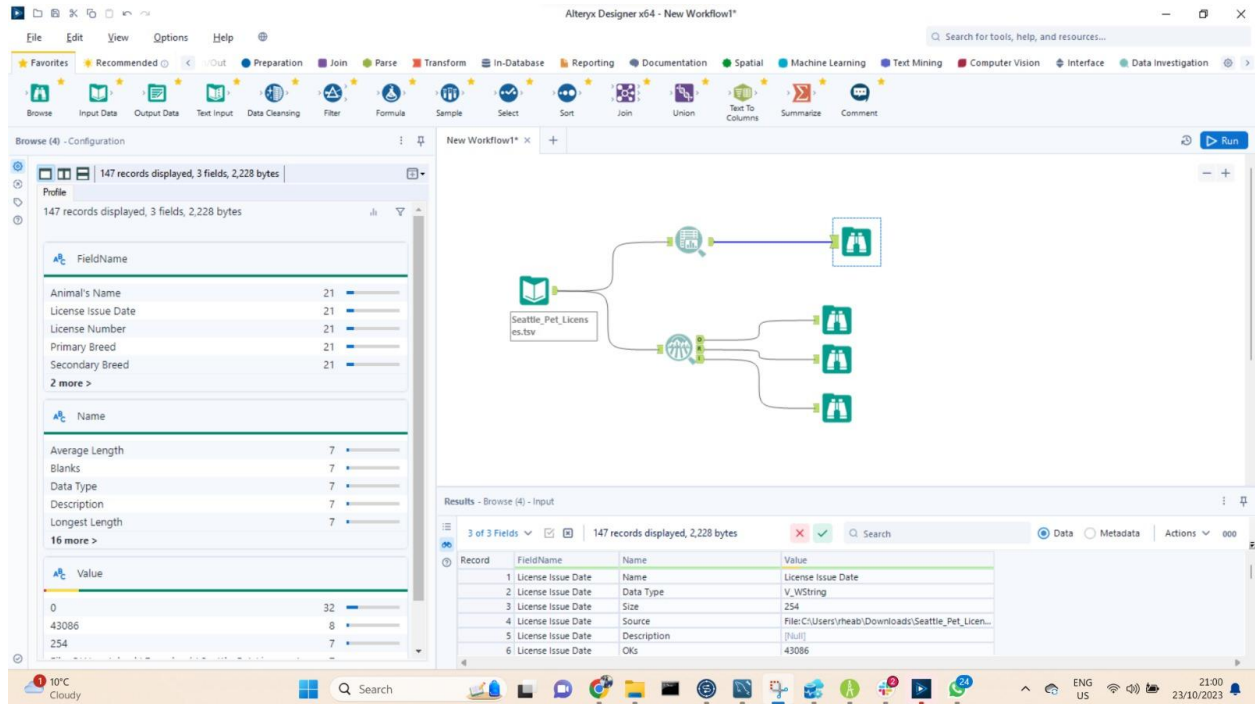 Alteryx Designer x64 - New Workflow1*
File Edit View Options Help
Search for tools, help, and resources...
Favorites Recommended Out Preparation Join Parse Transform In-Database Reporting Documentation Spatial Machine Learning Text Mining Computer Vision Interface Data Investigation
Browse Input Data Output Data Text Input Data Cleansing Filter Formula Sample Select Sort Join Union Text To Columns Summarize Comment
Browse (4) - Configuration
New Workflow1*
Run
147 records displayed, 3 fields, 2,228 bytes
Profile
147 records displayed, 3 fields, 2,228 bytes
ABC FieldName
Animal's Name 21
License Issue Date 21
License Number 21
Primary Breed 21
Secondary Breed 21
2 more >
ABC Name
Average Length 7
Blanks 7
Data Type 7
Description 7
Longest Length 7
16 more >
ABC Value
0 32
43086 8
254 7
Seattle_Pet_Licens
es.tsv
D
R
I
Results - Browse (4) - Input
3 of 3 Fields 147 records displayed, 2,228 bytes Search Data Metadata Actions 000
Record FieldName Name Value
1 License Issue Date Name License Issue Date
2 License Issue Date Data Type V_WString
3 License Issue Date Size 254
4 License Issue Date Source File:C:\Users\rheab\Downloads\Seattle_Pet_Licen...
5 License Issue Date Description [Null]
6 License Issue Date OKs 43086
1
10°C
Cloudy
Search
2
24
ENG
US
21:00
23/10/2023